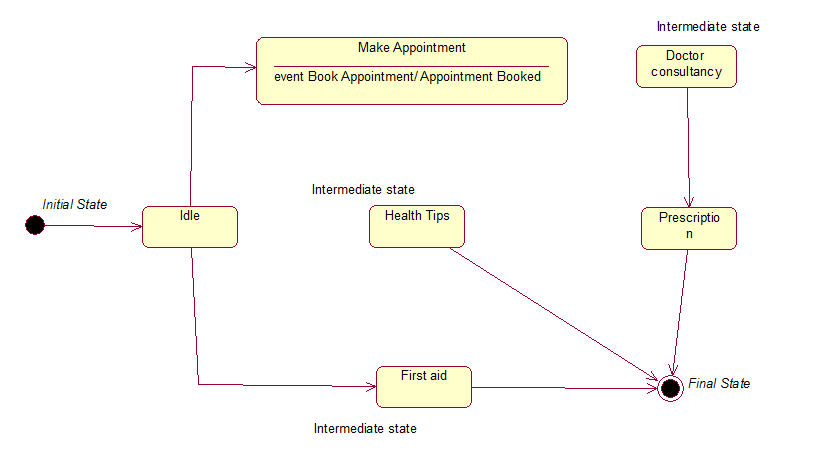 Intermediate state
Make Appointment
event Book Appointment/ Appointment Booked
Doctor
consultancy
Intermediate state
Initial State
Idle
Health Tips
Prescriptio
n
First aid
Final State
Intermediate state